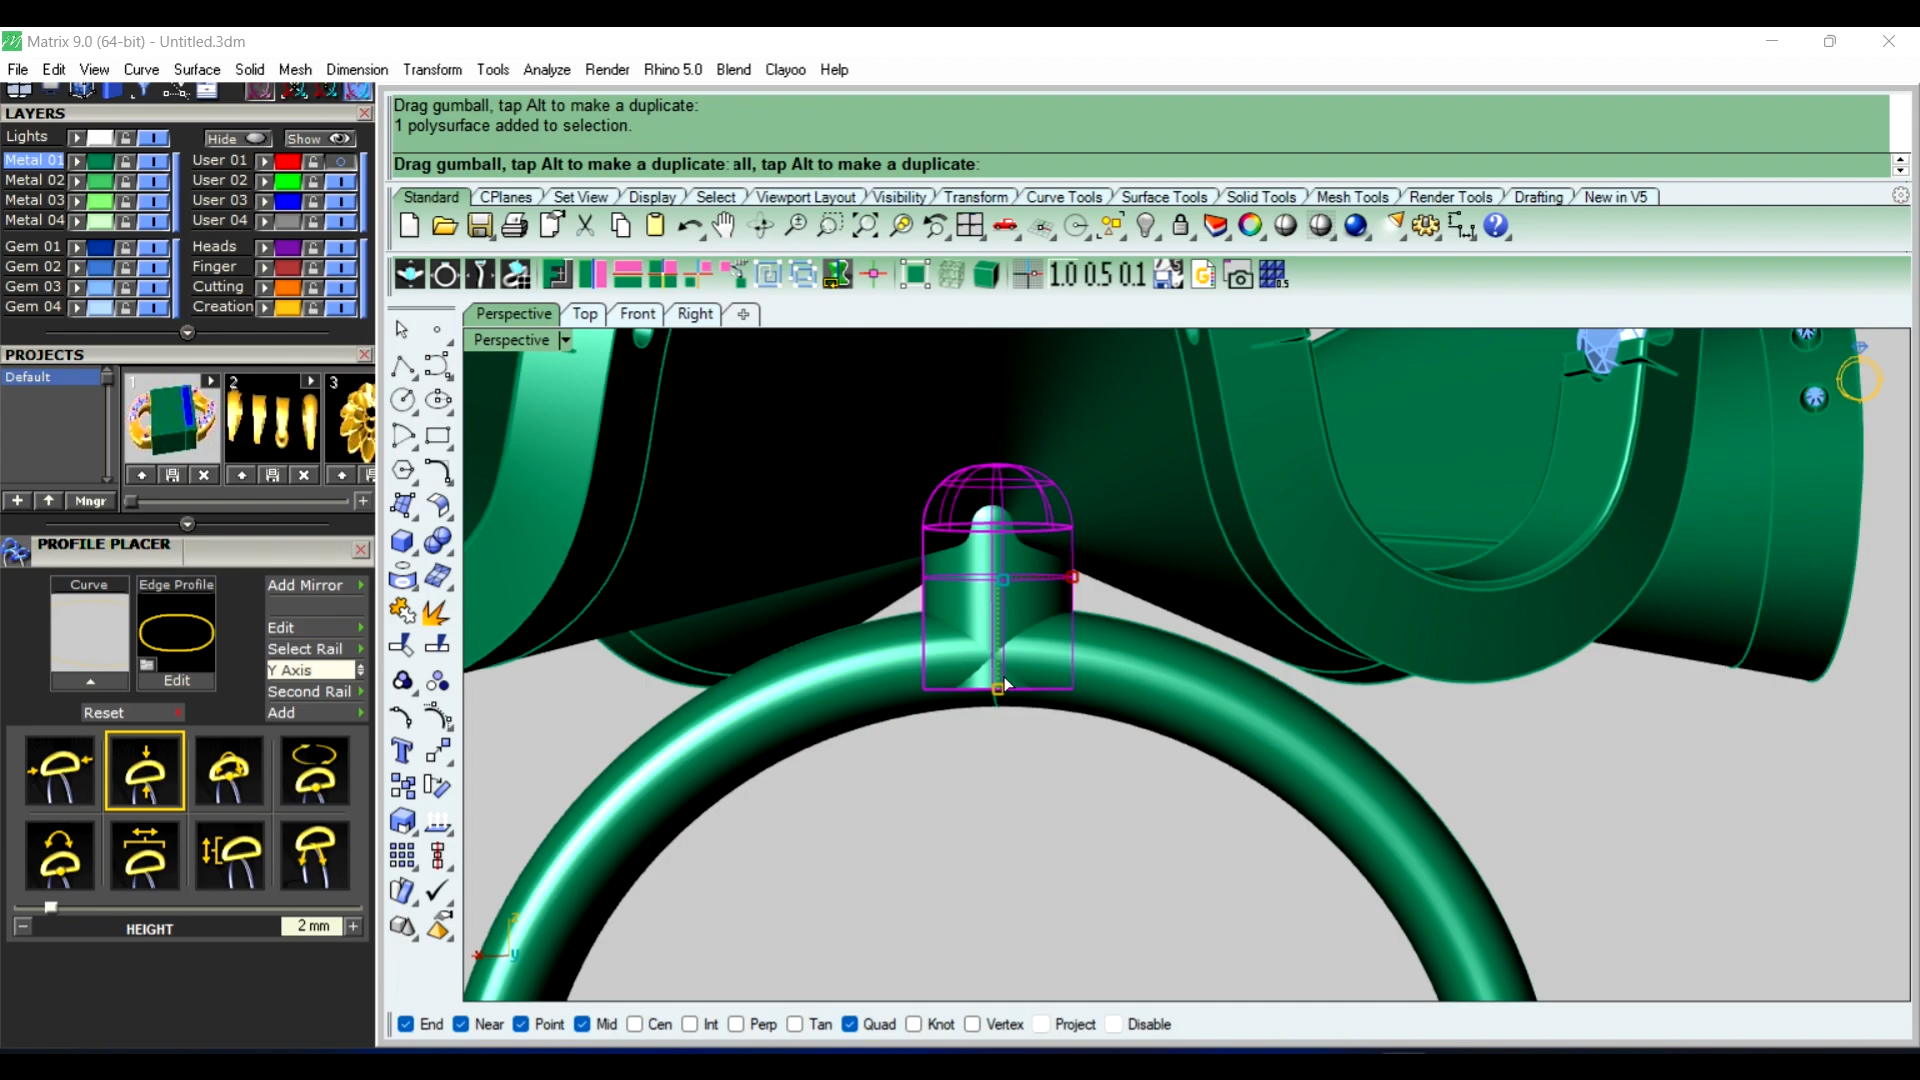 Matrix 9.0 (64-bit) - Untitled.3dm
File Edit View Curve Surface Solid Mesh Dimension Transform Tools Analyze Render Rhino 5.0 Blend Clayoo Help
LAYERS
Lights Hide Show
Metal 01 User 01
Metal 02 User 02
Metal 03 User 03
Metal 04 User 04
Gem 01 Heads
Gem 02 Finger
Gem 03 Cutting
Gem 04 Creation
PROJECTS
Default
1 2 3
Mngr
PROFILE PLACER
Curve Edge Profile Add Mirror
Edit
Select Rail
Y Axis
Edit Second Rail
Reset Add
HEIGHT 2 mm
Drag gumball, tap Alt to make a duplicate:
1 polysurface added to selection.
Drag gumball, tap Alt to make a duplicate: all, tap Alt to make a duplicate:
Standard CPlanes Set View Display Select Viewport Layout Visibility Transform Curve Tools Surface Tools Solid Tools Mesh Tools Render Tools Drafting New in V5
1.0 0.5 0.1
Perspective Top Front Right
Perspective
z
x y
End Near Point Mid Cen Int Perp Tan Quad Knot Vertex Project Disable